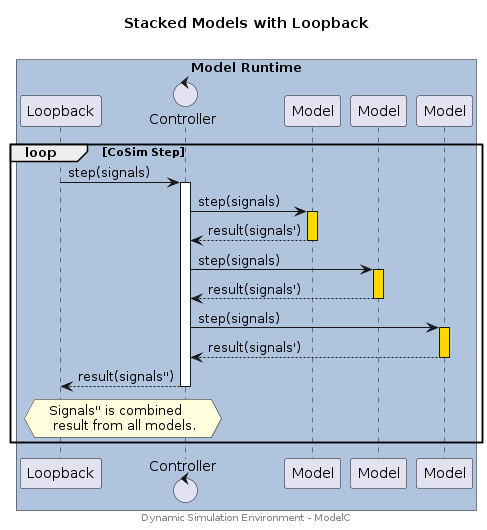 Stacked Models with Loopback
Model Runtime
Loopback
Controller
Model
Model
Model
loop
[CoSim Step]
step(signals)
step(signals)
result(signals')
step(signals)
result(signals')
step(signals)
result(signals')
result(signals'')
Signals'' is combined
result from all models.
Loopback
Controller
Model
Model
Model
Dynamic Simulation Environment - ModelC